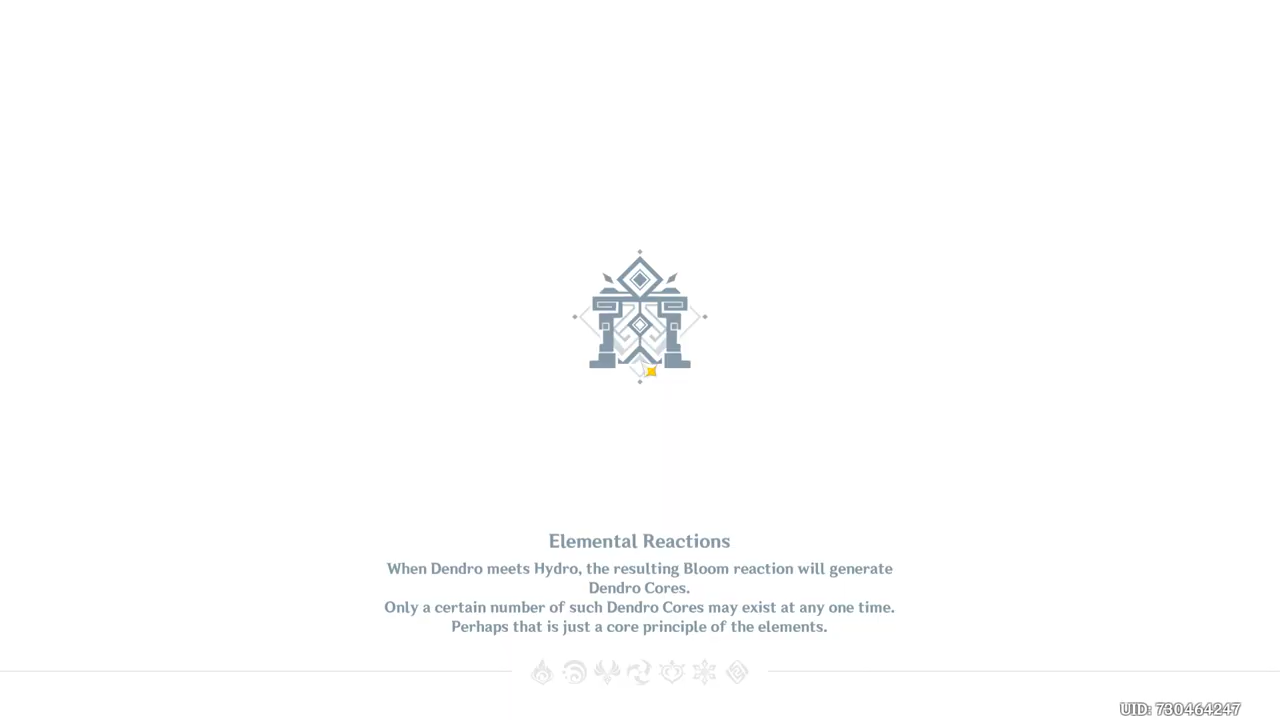 Elemental Reactions
When Dendro meets Hydro, the resulting Bloom reaction will generate
Dendro Cores.
Only a certain number of such Dendro Cores may exist at any one time.
Perhaps that is just a core principle of the elements.
UID: 730464247